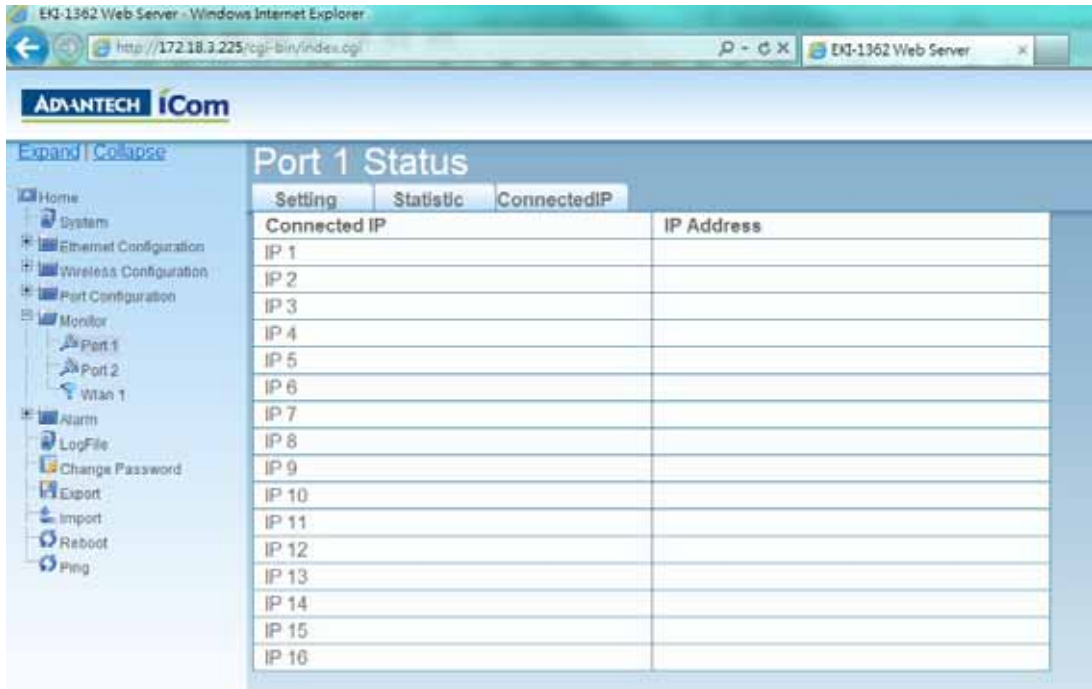 EKI-1362 Web Server - Windows Internet Explorer
http://172.18.3.225/cgi-bin/index.cgi
EKI-1362 Web Server
ADVANTECH iCom
Expand | Collapse
Home
System
Ethernet Configuration
Wireless Configuration
Port Configuration
Monitor
Port 1
Port 2
Wlan 1
Alarm
LogFile
Change Password
Export
Import
Reboot
Ping
Port 1 Status
Setting Statistic ConnectedIP
Connected IP IP Address
IP 1
IP 2
IP 3
IP 4
IP 5
IP 6
IP 7
IP 8
IP 9
IP 10
IP 11
IP 12
IP 13
IP 14
IP 15
IP 16